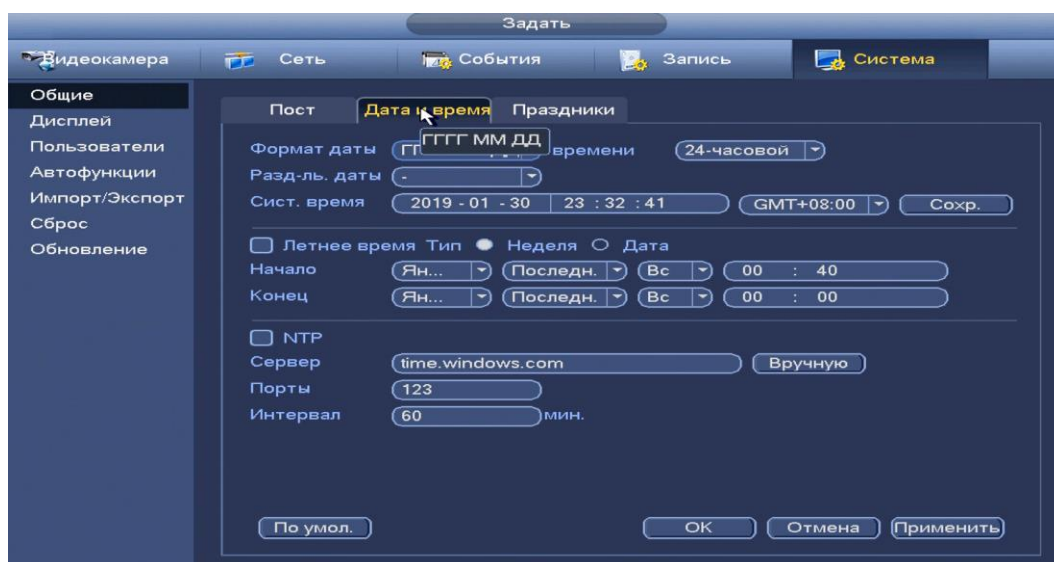 Задать
Видеокамера Сеть События Запись Система
Общие
Дисплей
Пользователи
Автофункции
Импорт/Экспорт
Сброс
Обновление
Пост Дата и время Праздники
ГГГГ ММ ДД
Формат даты времени 24-часовой
Разд-ль. даты -
Сист. время 2019 - 01 - 30 23 : 32 : 41 GMT+08:00 Сохр.
Летнее время Тип Неделя Дата
Начало Ян... Последн. Вс 00 : 40
Конец Ян... Последн. Вс 00 : 00
NTP
Сервер time.windows.com Вручную
Порты 123
Интервал 60 мин.
По умол. OK Отмена Применить